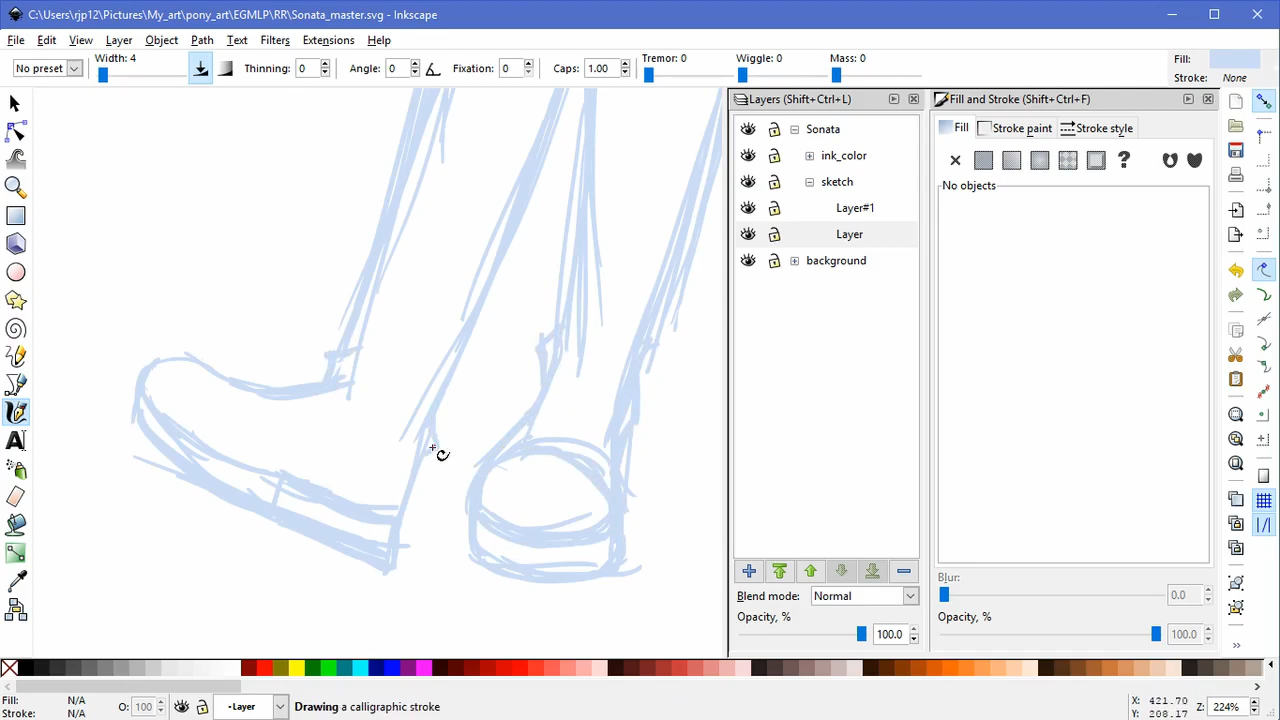 C:\Users\rjp12\Pictures\My_art\pony_art\EGMLP\RR\Sonata_master.svg - Inkscape
File Edit View Layer Object Path Text Filters Extensions Help
No preset Width: 4 Thinning: 0 Angle: 0 Fixation: 0 Caps: 1.00 Tremor: 0 Wiggle: 0 Mass: 0 Fill:
Stroke: None
Layers (Shift+Ctrl+L) Fill and Stroke (Shift+Ctrl+F)
Sonata Fill Stroke paint Stroke style
ink_color
sketch No objects
Layer#1
Layer
background
Blend mode: Normal Blur: 0.0
Opacity, % Opacity, %
100.0 100.0
Fill: N/A O: 100 -Layer Drawing a calligraphic stroke X: 421.70 Z: 224%
Stroke: N/A Y: 208.17